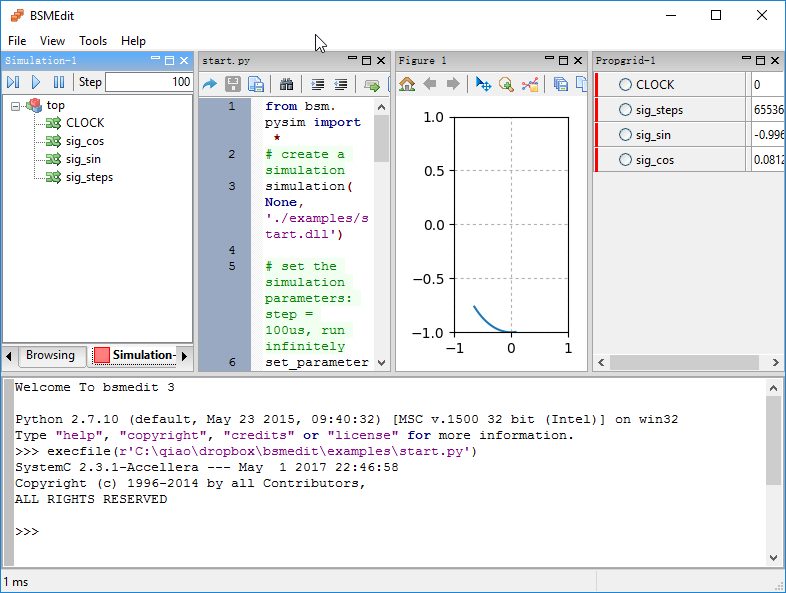 BSMEdit
File View Tools Help
Simulation-1
Step 100
top
CLOCK
sig_cos
sig_sin
sig_steps
Browsing
Simulation-
start.py
1 from bsm.
pysim import
*
2 # create a
simulation
3 simulation(
None,
'./examples/s
tart.dll')
4
5 # set the
simulation
parameters:
step =
100us, run
infinitely
6 set_parameter
Figure 1
1.0
0.5
0.0
−0.5
−1.0
−1 0 1
Propgrid-1
CLOCK 0
sig_steps 65536
sig_sin -0.996
sig_cos 0.0812
Welcome To bsmedit 3
Python 2.7.10 (default, May 23 2015, 09:40:32) [MSC v.1500 32 bit (Intel)] on win32
Type "help", "copyright", "credits" or "license" for more information.
>>> execfile(r'C:\qiao\dropbox\bsmedit\examples\start.py')
SystemC 2.3.1-Accellera --- May  1 2017 22:46:58
Copyright (c) 1996-2014 by all Contributors,
ALL RIGHTS RESERVED
>>>
1 ms